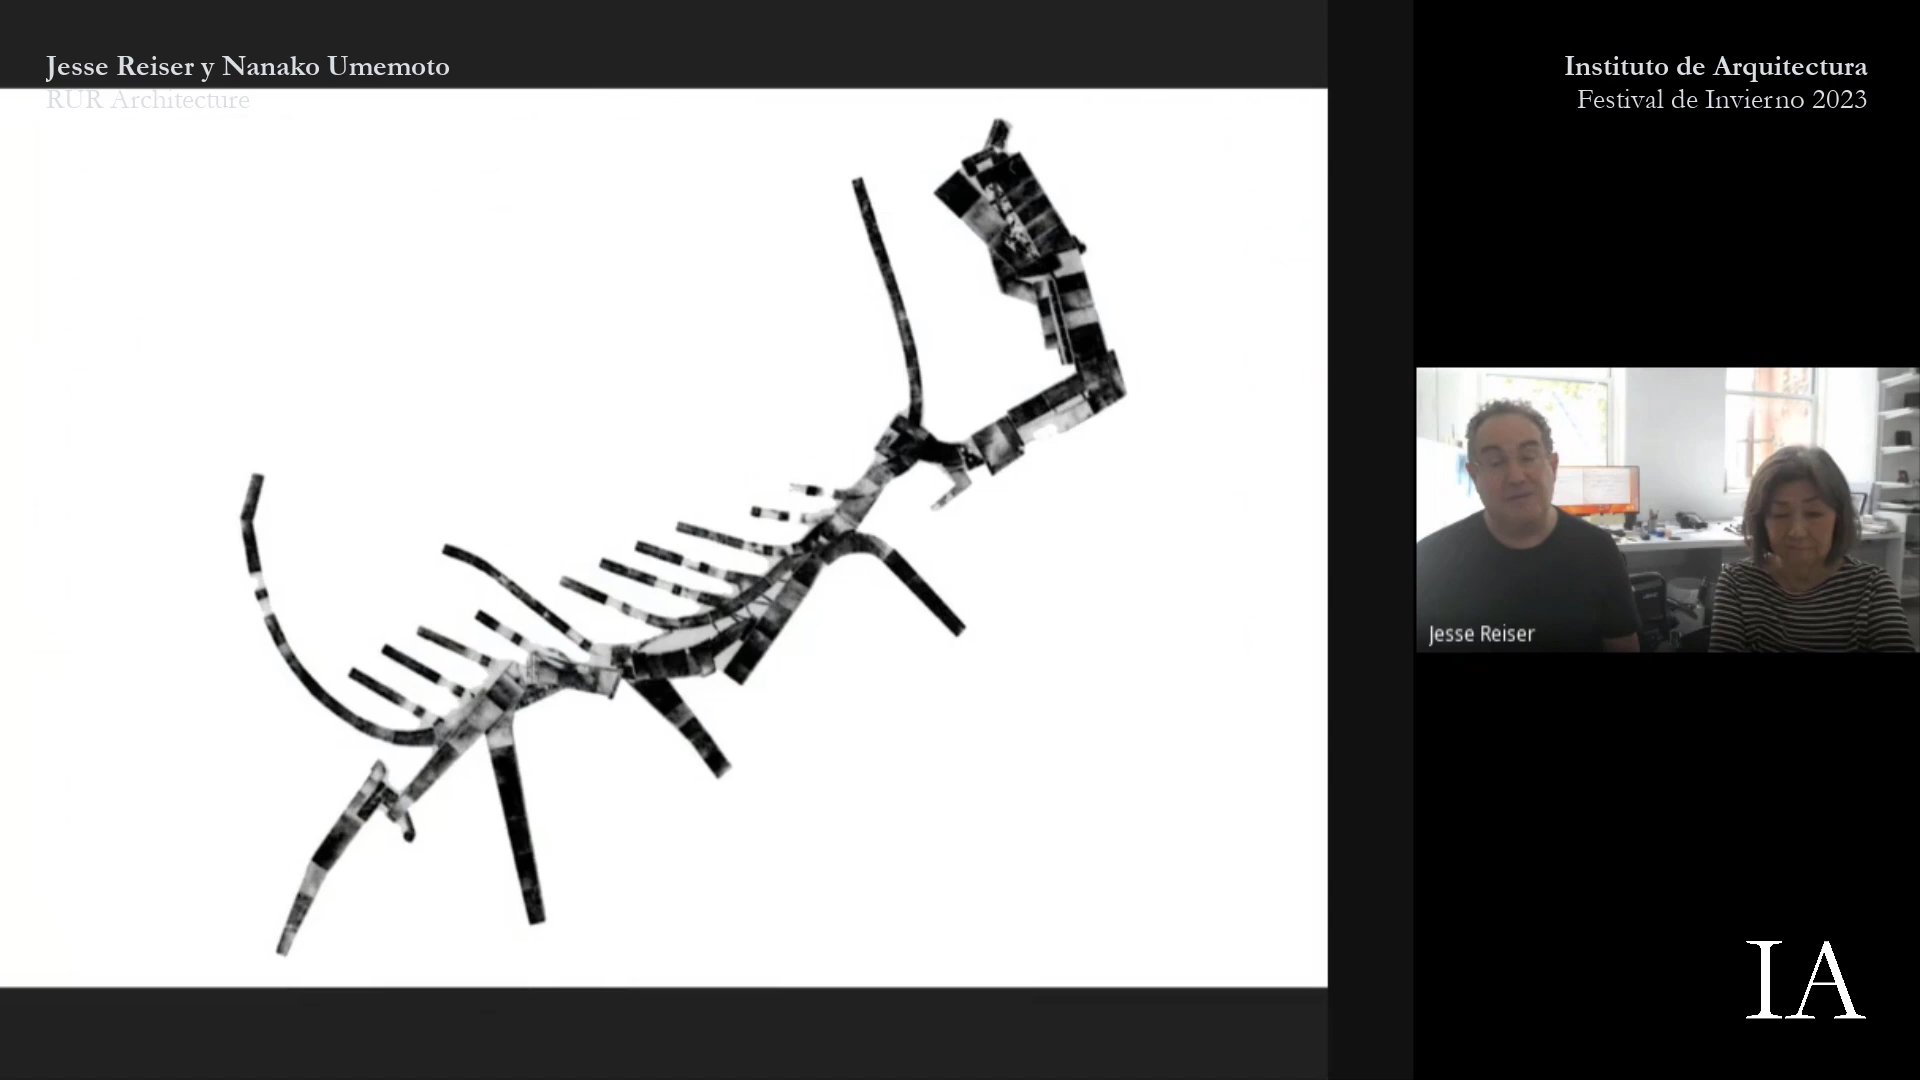 Jesse Reiser y Nanako Umemoto
RUR Architecture
Instituto de Arquitectura
Festival de Invierno 2023
Jesse Reiser
IA